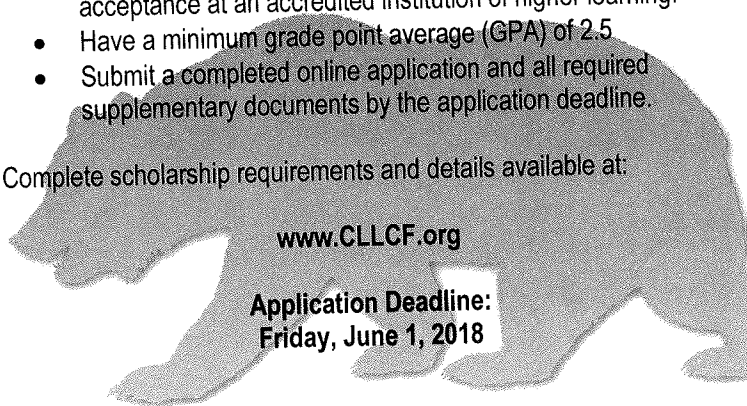 acceptance at an accredited institution of higher learning.
• Have a minimum grade point average (GPA) of 2.5
• Submit a completed online application and all required
supplementary documents by the application deadline.
Complete scholarship requirements and details available at:
www.CLLCF.org
Application Deadline:
Friday, June 1, 2018